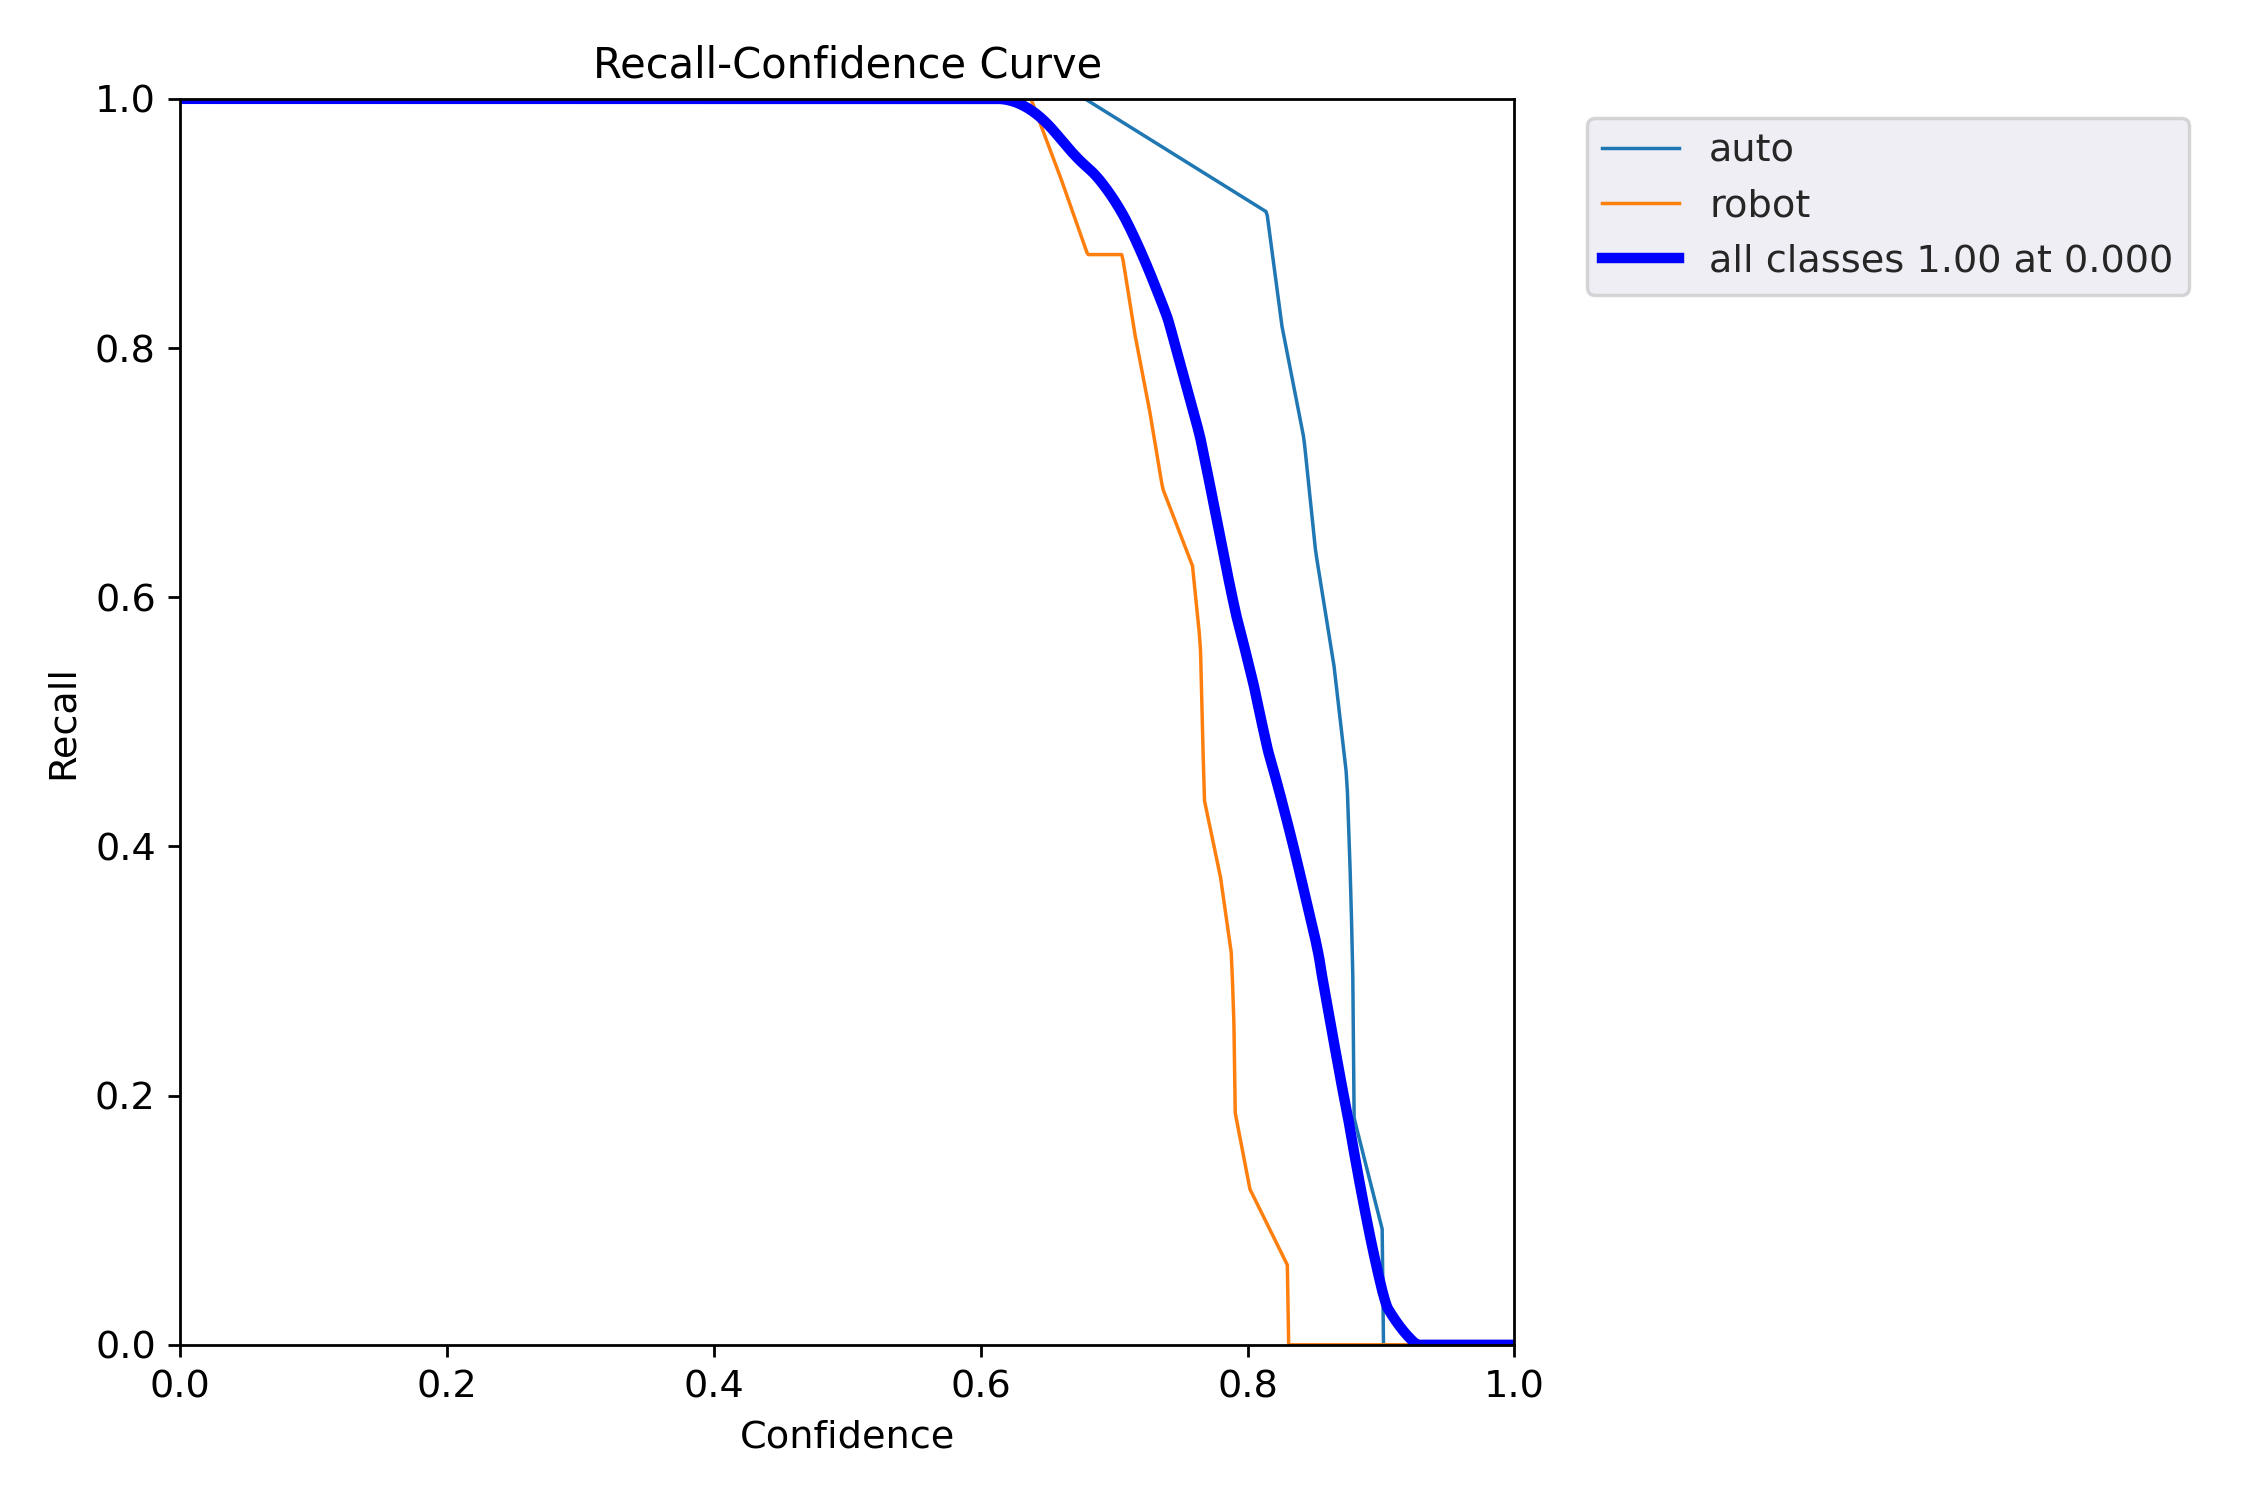 Recall-Confidence Curve
1.0
0.8
0.6
0.4
0.2
0.0
Recall
0.0 0.2 0.4 0.6 0.8 1.0
Confidence
auto
robot
all classes 1.00 at 0.000